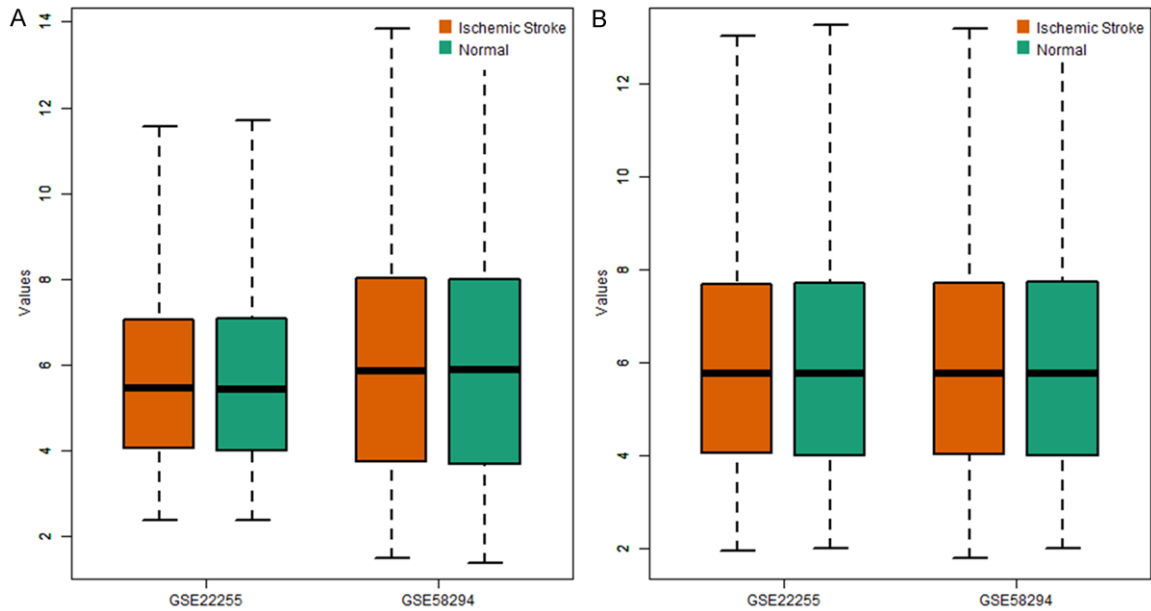 A
Values
14
12
10
8
6
4
2
Ischemic Stroke
Normal
GSE22255
GSE58294
B
Values
12
10
8
6
4
2
Ischemic Stroke
Normal
GSE22255
GSE58294